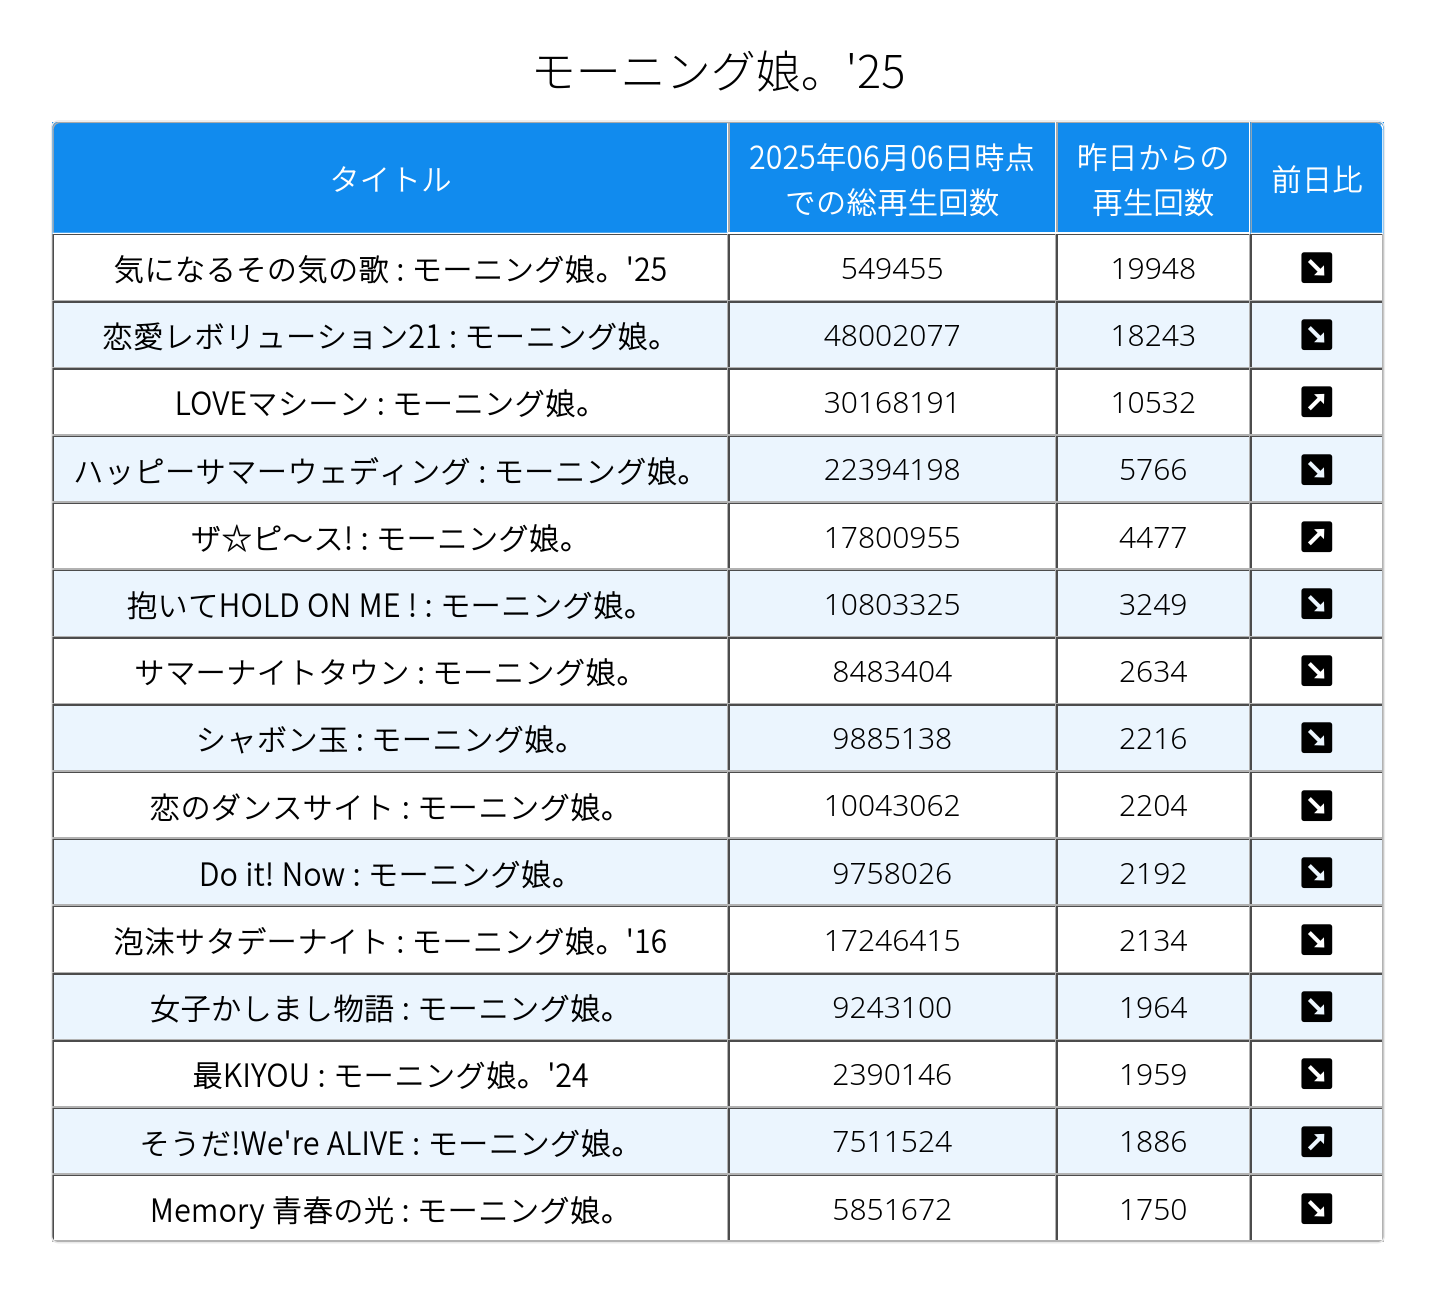 モーニング娘。'25
タイトル 2025年06月06日時点での総再生回数 昨日からの再生回数 前日比
気になるその気の歌 : モーニング娘。'25 549455 19948 ↘
恋愛レボリューション21 : モーニング娘。 48002077 18243 ↘
LOVEマシーン : モーニング娘。 30168191 10532 ↗
ハッピーサマーウェディング : モーニング娘。 22394198 5766 ↘
ザ☆ピ〜ス! : モーニング娘。 17800955 4477 ↗
抱いてHOLD ON ME ! : モーニング娘。 10803325 3249 ↘
サマーナイトタウン : モーニング娘。 8483404 2634 ↘
シャボン玉 : モーニング娘。 9885138 2216 ↘
恋のダンスサイト : モーニング娘。 10043062 2204 ↘
Do it! Now : モーニング娘。 9758026 2192 ↘
泡沫サタデーナイト : モーニング娘。'16 17246415 2134 ↘
女子かしまし物語 : モーニング娘。 9243100 1964 ↘
最KIYOU : モーニング娘。'24 2390146 1959 ↘
そうだ!We're ALIVE : モーニング娘。 7511524 1886 ↗
Memory 青春の光 : モーニング娘。 5851672 1750 ↘